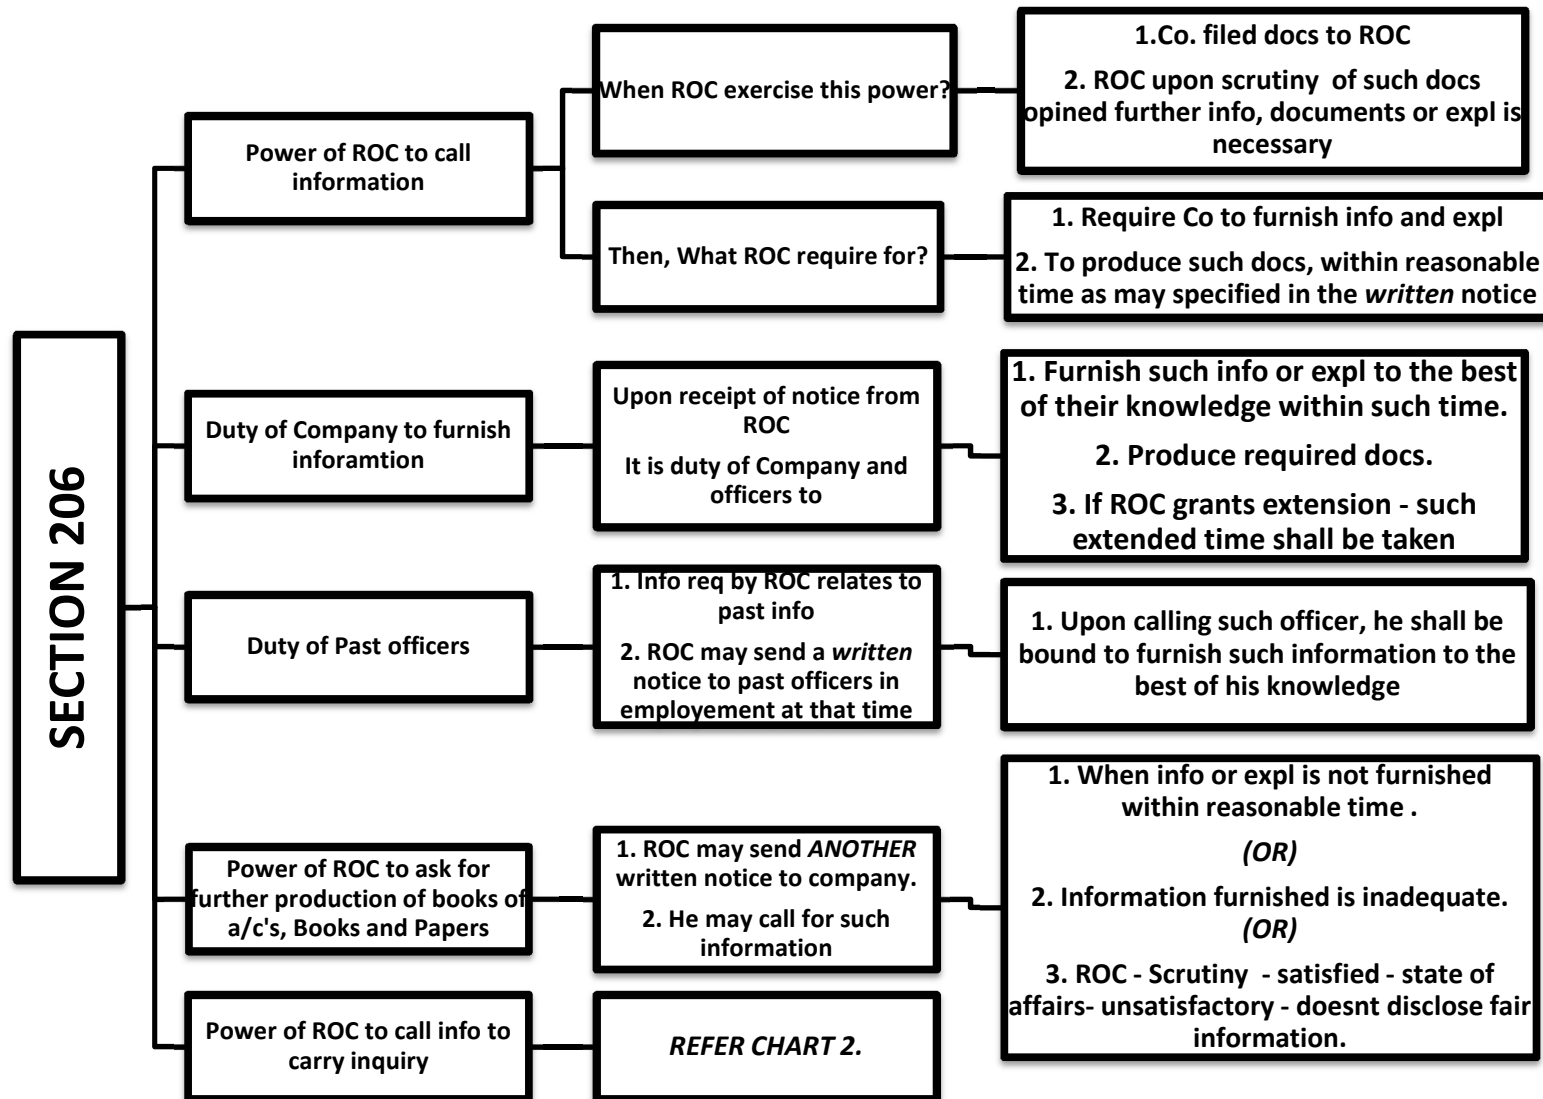 SECTION 206
Power of ROC to call
information
When ROC exercise this power?
1.Co. filed docs to ROC
2. ROC upon scrutiny of such docs
opined further info, documents or expl is
necessary
Then, What ROC require for?
1. Require Co to furnish info and expl
2. To produce such docs, within reasonable
time as may specified in the written notice
Duty of Company to furnish
inforamtion
Upon receipt of notice from
ROC
It is duty of Company and
officers to
1. Furnish such info or expl to the best
of their knowledge within such time.
2. Produce required docs.
3. If ROC grants extension - such
extended time shall be taken
Duty of Past officers
1. Info req by ROC relates to
past info
2. ROC may send a written
notice to past officers in
employement at that time
1. Upon calling such officer, he shall be
bound to furnish such information to the
best of his knowledge
Power of ROC to ask for
further production of books of
a/c's, Books and Papers
1. ROC may send ANOTHER
written notice to company.
2. He may call for such
information
1. When info or expl is not furnished
within reasonable time .
(OR)
2. Information furnished is inadequate.
(OR)
3. ROC - Scrutiny - satisfied - state of
affairs- unsatisfactory - doesnt disclose fair
information.
Power of ROC to call info to
carry inquiry
REFER CHART 2.